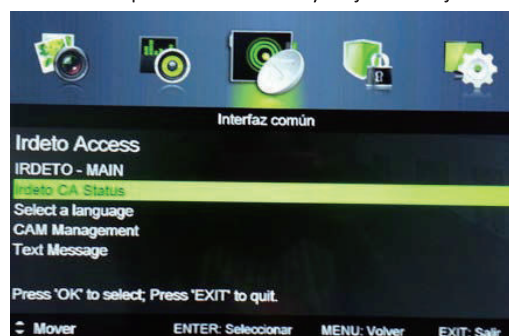 Interfaz común
Irdeto Access
IRDETO - MAIN
Irdeto CA Status
Select a language
CAM Management
Text Message
Press 'OK' to select; Press 'EXIT' to quit.
Mover ENTER: Seleccionar MENU: Volver EXIT: Salir